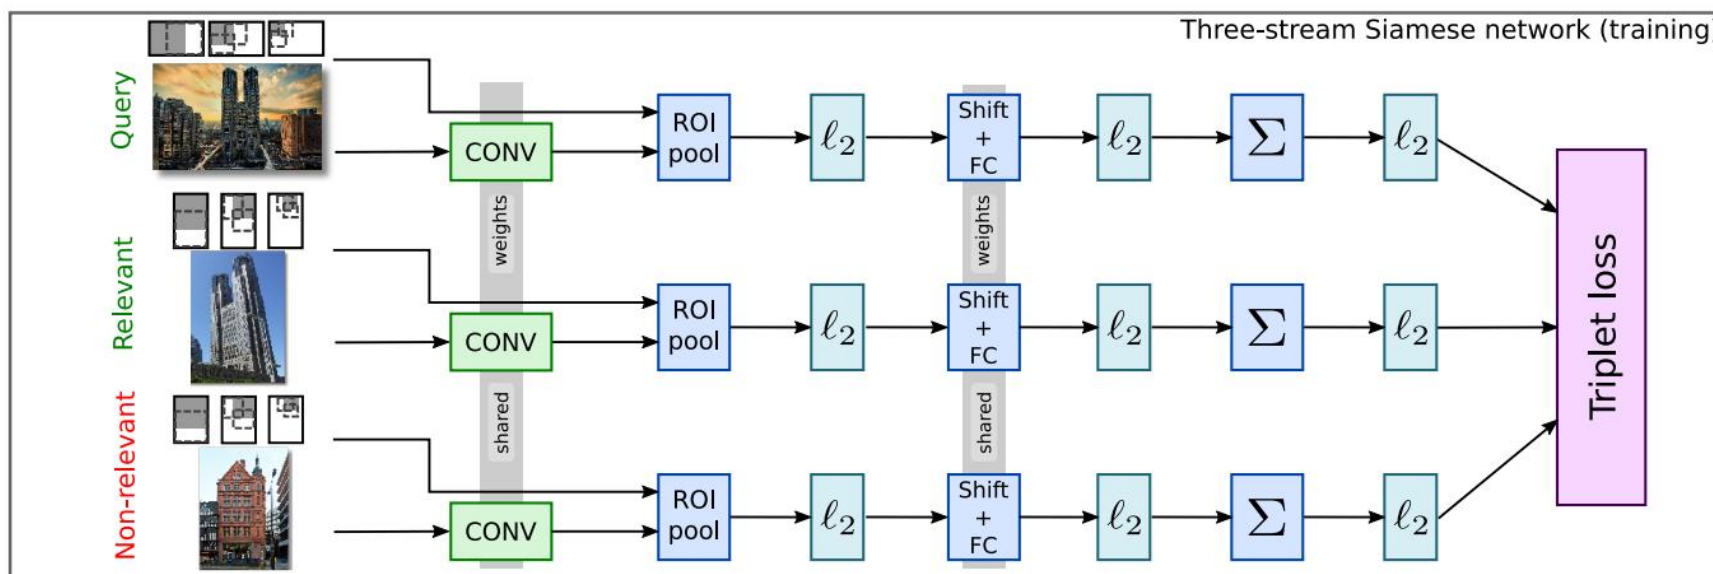 Three-stream Siamese network (training)
Query
CONV
ROI
pool
ℓ2
Shift
+
FC
ℓ2
Σ
ℓ2
weights
weights
Relevant
CONV
ROI
pool
ℓ2
Shift
+
FC
ℓ2
Σ
ℓ2
Triplet loss
shared
shared
Non-relevant
CONV
ROI
pool
ℓ2
Shift
+
FC
ℓ2
Σ
ℓ2